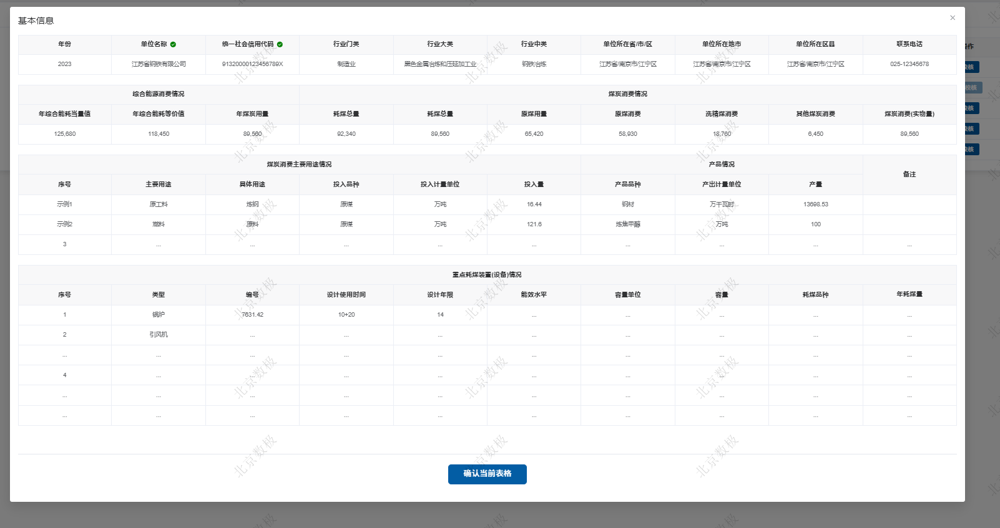 基本信息 ×
年份 单位名称 统一社会信用代码 行业门类 行业大类 行业中类 单位所在省/市/区 单位所在地市 单位所在区县 联系电话
2023 江苏省钢铁有限公司 91320000123456789X 制造业 黑色金属冶炼和压延加工业 钢铁冶炼 江苏省/南京市/江宁区 江苏省/南京市/江宁区 江苏省/南京市/江宁区 025-12345678
综合能源消费情况 煤炭消费情况
年综合能耗当量值 年综合能耗等价值 年煤炭用量 耗煤总量 耗煤总量 原煤用量 原煤消费 洗精煤消费 其他煤炭消费 煤炭消费(实物量)
125,680 118,450 89,560 92,340 89,560 65,420 58,930 18,760 6,450 89,560
煤炭消费主要用途情况 产品情况 备注
序号 主要用途 具体用途 投入品种 投入计量单位 投入量 产品品种 产出计量单位 产量
示例1 原工料 炼钢 原煤 万吨 16.44 钢材 万千瓦时 13698.53
示例2 燃料 原料 原煤 万吨 121.6 炼焦甲醇 万吨 100
3 ... ... ... ... ... ... ... ... ...
重点耗煤装置(设备)情况
序号 类型 编号 设计使用时间 设计年限 能效水平 容量单位 容量 耗煤品种 年耗煤量
1 锅炉 7631.42 10+20 14 ... ... ... ... ...
2 引风机 ... ... ... ... ... ... ... ...
... ... ... ... ... ... ... ... ... ...
4 ... ... ... ... ... ... ... ... ...
... ... ... ... ... ... ... ... ... ...
... ... ... ... ... ... ... ... ... ...
确认当前表格
北京数极